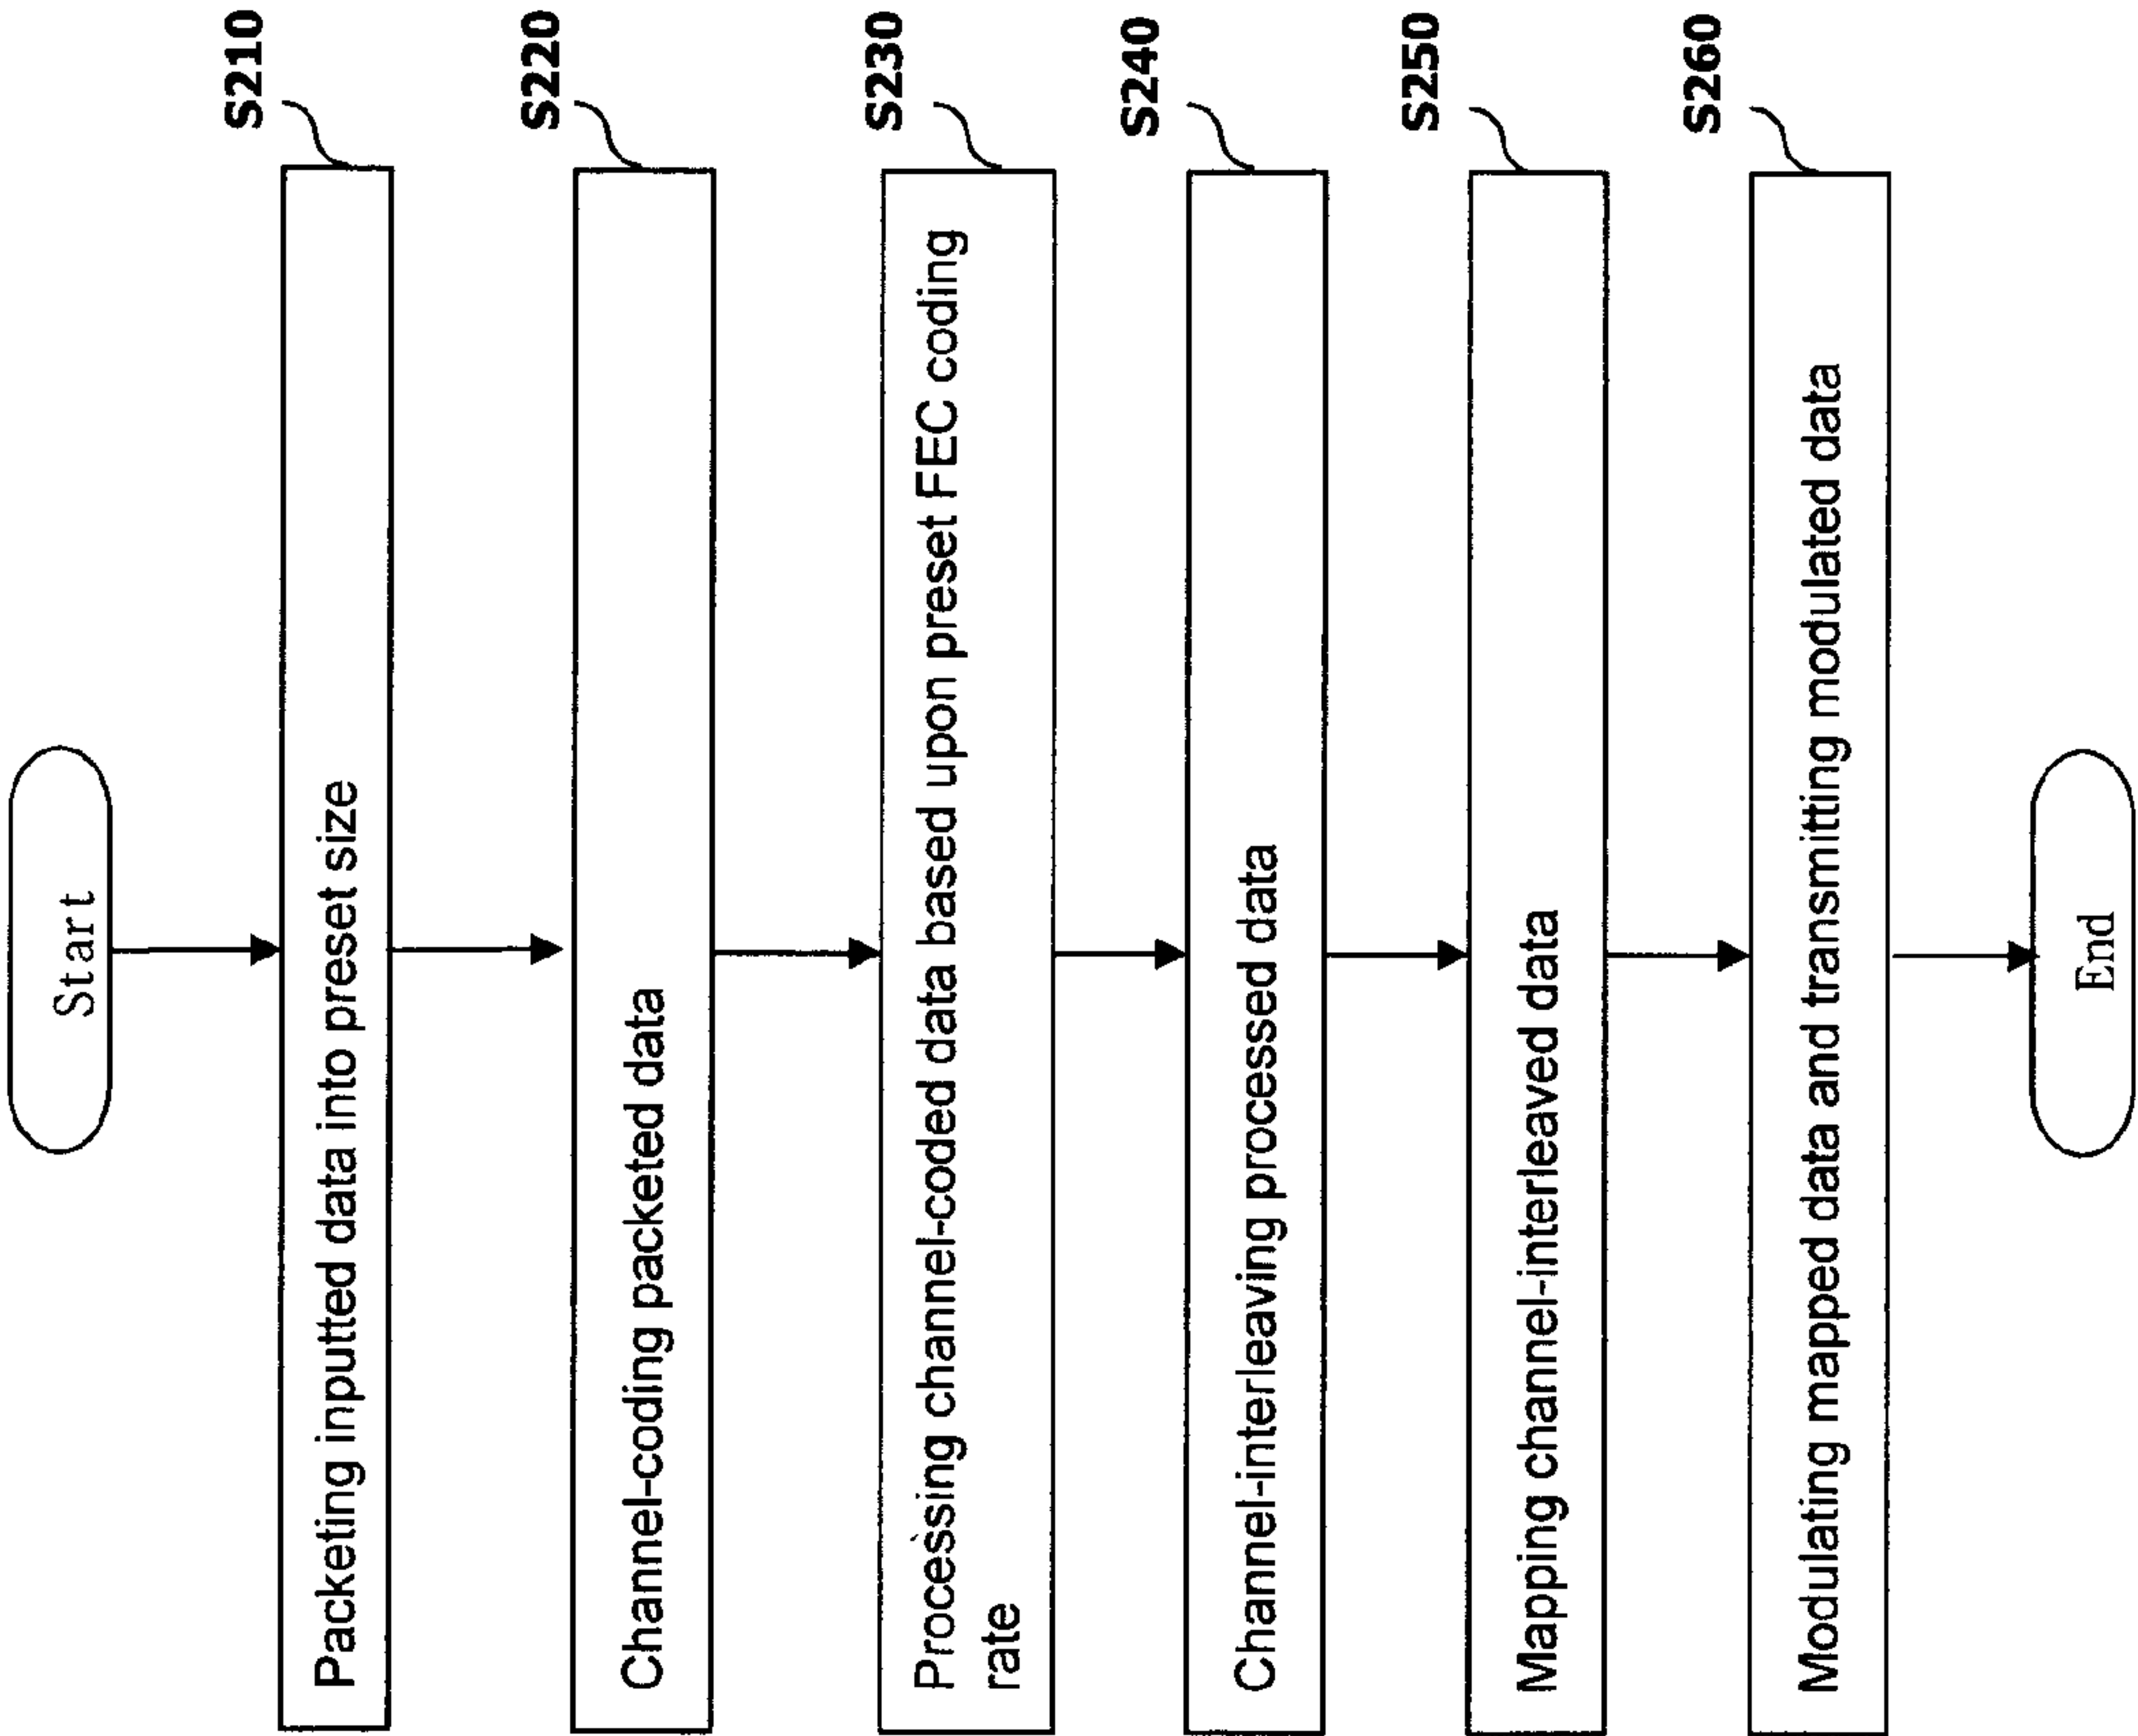 Start
S210
Packeting inputted data into preset size
S220
Channel-coding packeted data
S230
Processing channel-coded data based upon preset FEC coding
rate
S240
Channel-interleaving processed data
S250
Mapping channel-interleaved data
S260
Modulating mapped data and transmitting modulated data
End